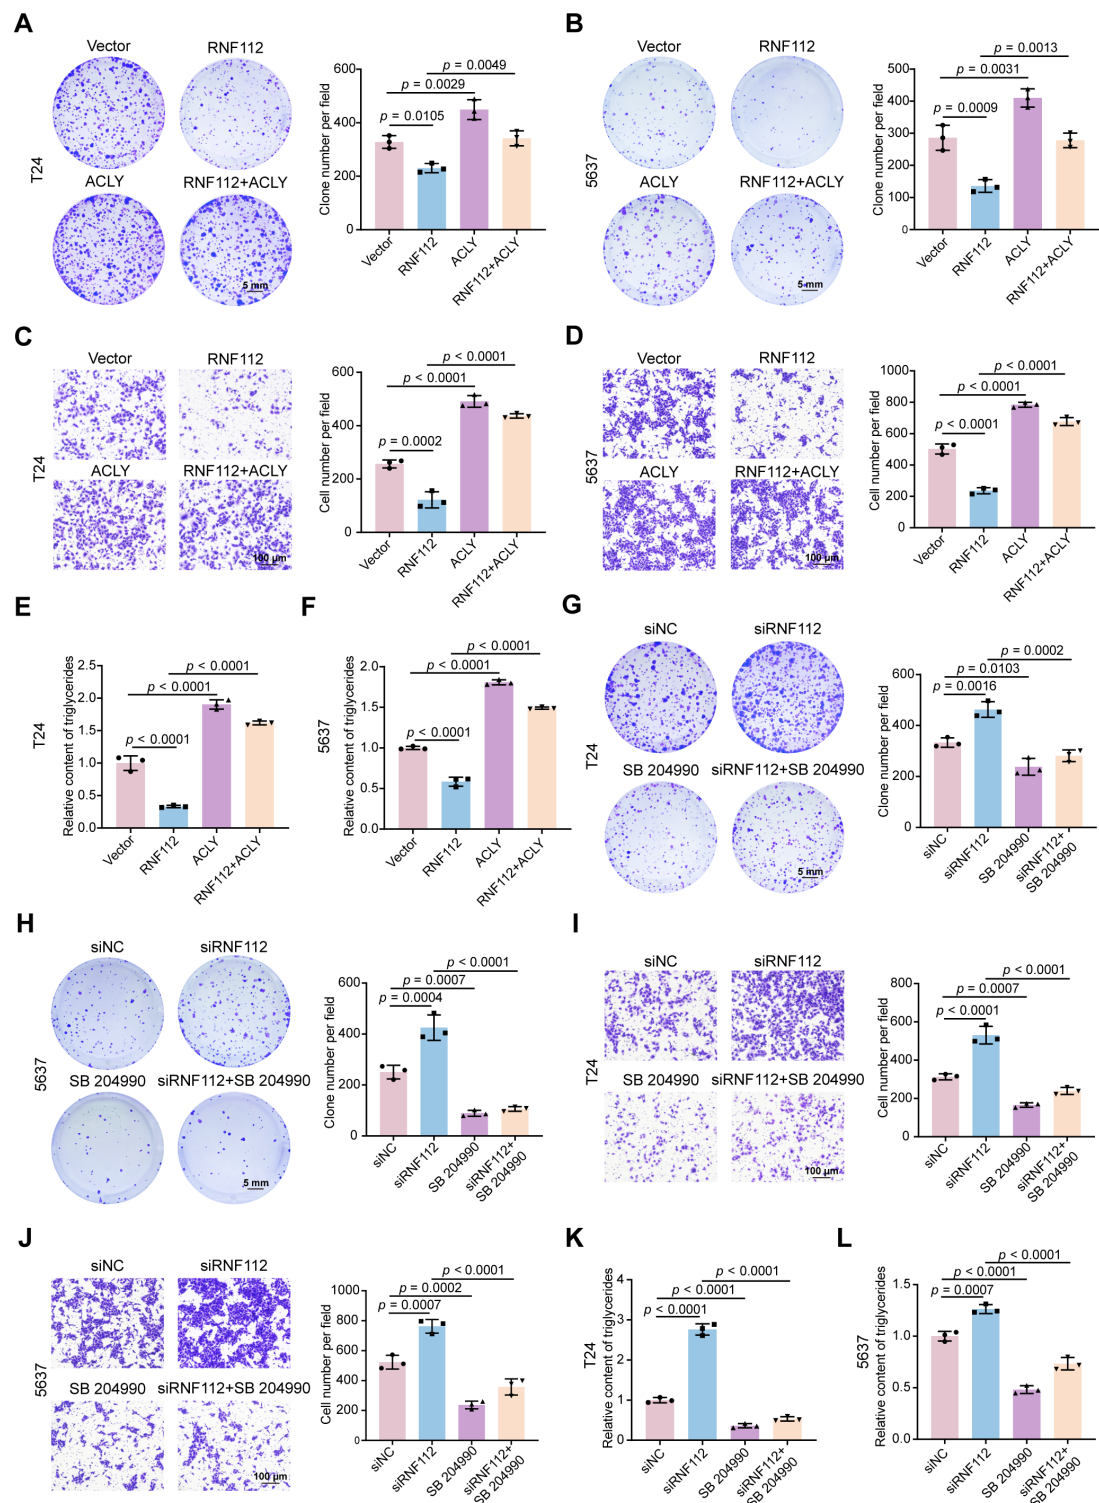 A
Vector
RNF112
T24
ACLY
RNF112+ACLY
5 mm
Clone number per field
600
400
200
0
p = 0.0049
p = 0.0029
p = 0.0105
Vector
RNF112
ACLY
RNF112+ACLY
B
Vector
RNF112
5637
ACLY
RNF112+ACLY
5 mm
Clone number per field
500
400
300
200
100
0
p = 0.0013
p = 0.0031
p = 0.0009
Vector
RNF112
ACLY
RNF112+ACLY
C
Vector
RNF112
T24
ACLY
RNF112+ACLY
100 µm
Cell number per field
600
400
200
0
p < 0.0001
p < 0.0001
p = 0.0002
Vector
RNF112
ACLY
RNF112+ACLY
D
Vector
RNF112
5637
ACLY
RNF112+ACLY
100 µm
Cell number per field
1000
800
600
400
200
0
p < 0.0001
p < 0.0001
p < 0.0001
Vector
RNF112
ACLY
RNF112+ACLY
E
T24
Relative content of triglycerides
2.5
2.0
1.5
1.0
0.5
0.0
p < 0.0001
p < 0.0001
p < 0.0001
Vector
RNF112
ACLY
RNF112+ACLY
F
5637
Relative content of triglycerides
2.0
1.5
1.0
0.5
0.0
p < 0.0001
p < 0.0001
p < 0.0001
Vector
RNF112
ACLY
RNF112+ACLY
G
siNC
siRNF112
T24
SB 204990
siRNF112+SB 204990
5 mm
Clone number per field
600
400
200
0
p = 0.0002
p = 0.0103
p = 0.0016
siNC
siRNF112
SB 204990
siRNF112+
SB 204990
H
siNC
siRNF112
5637
SB 204990
siRNF112+SB 204990
5 mm
Clone number per field
600
400
200
0
p < 0.0001
p = 0.0007
p = 0.0004
siNC
siRNF112
SB 204990
siRNF112+
SB 204990
I
siNC
siRNF112
T24
SB 204990
siRNF112+SB 204990
100 µm
Cell number per field
800
600
400
200
0
p < 0.0001
p = 0.0007
p < 0.0001
siNC
siRNF112
SB 204990
siRNF112+
SB 204990
J
siNC
siRNF112
5637
SB 204990
siRNF112+SB 204990
100 µm
Cell number per field
1000
800
600
400
200
0
p < 0.0001
p = 0.0002
p = 0.0007
siNC
siRNF112
SB 204990
siRNF112+
SB 204990
K
T24
Relative content of triglycerides
4
3
2
1
0
p < 0.0001
p < 0.0001
p < 0.0001
siNC
siRNF112
SB 204990
siRNF112+
SB 204990
L
5637
Relative content of triglycerides
1.5
1.0
0.5
0.0
p < 0.0001
p < 0.0001
p = 0.0007
siNC
siRNF112
SB 204990
siRNF112+
SB 204990